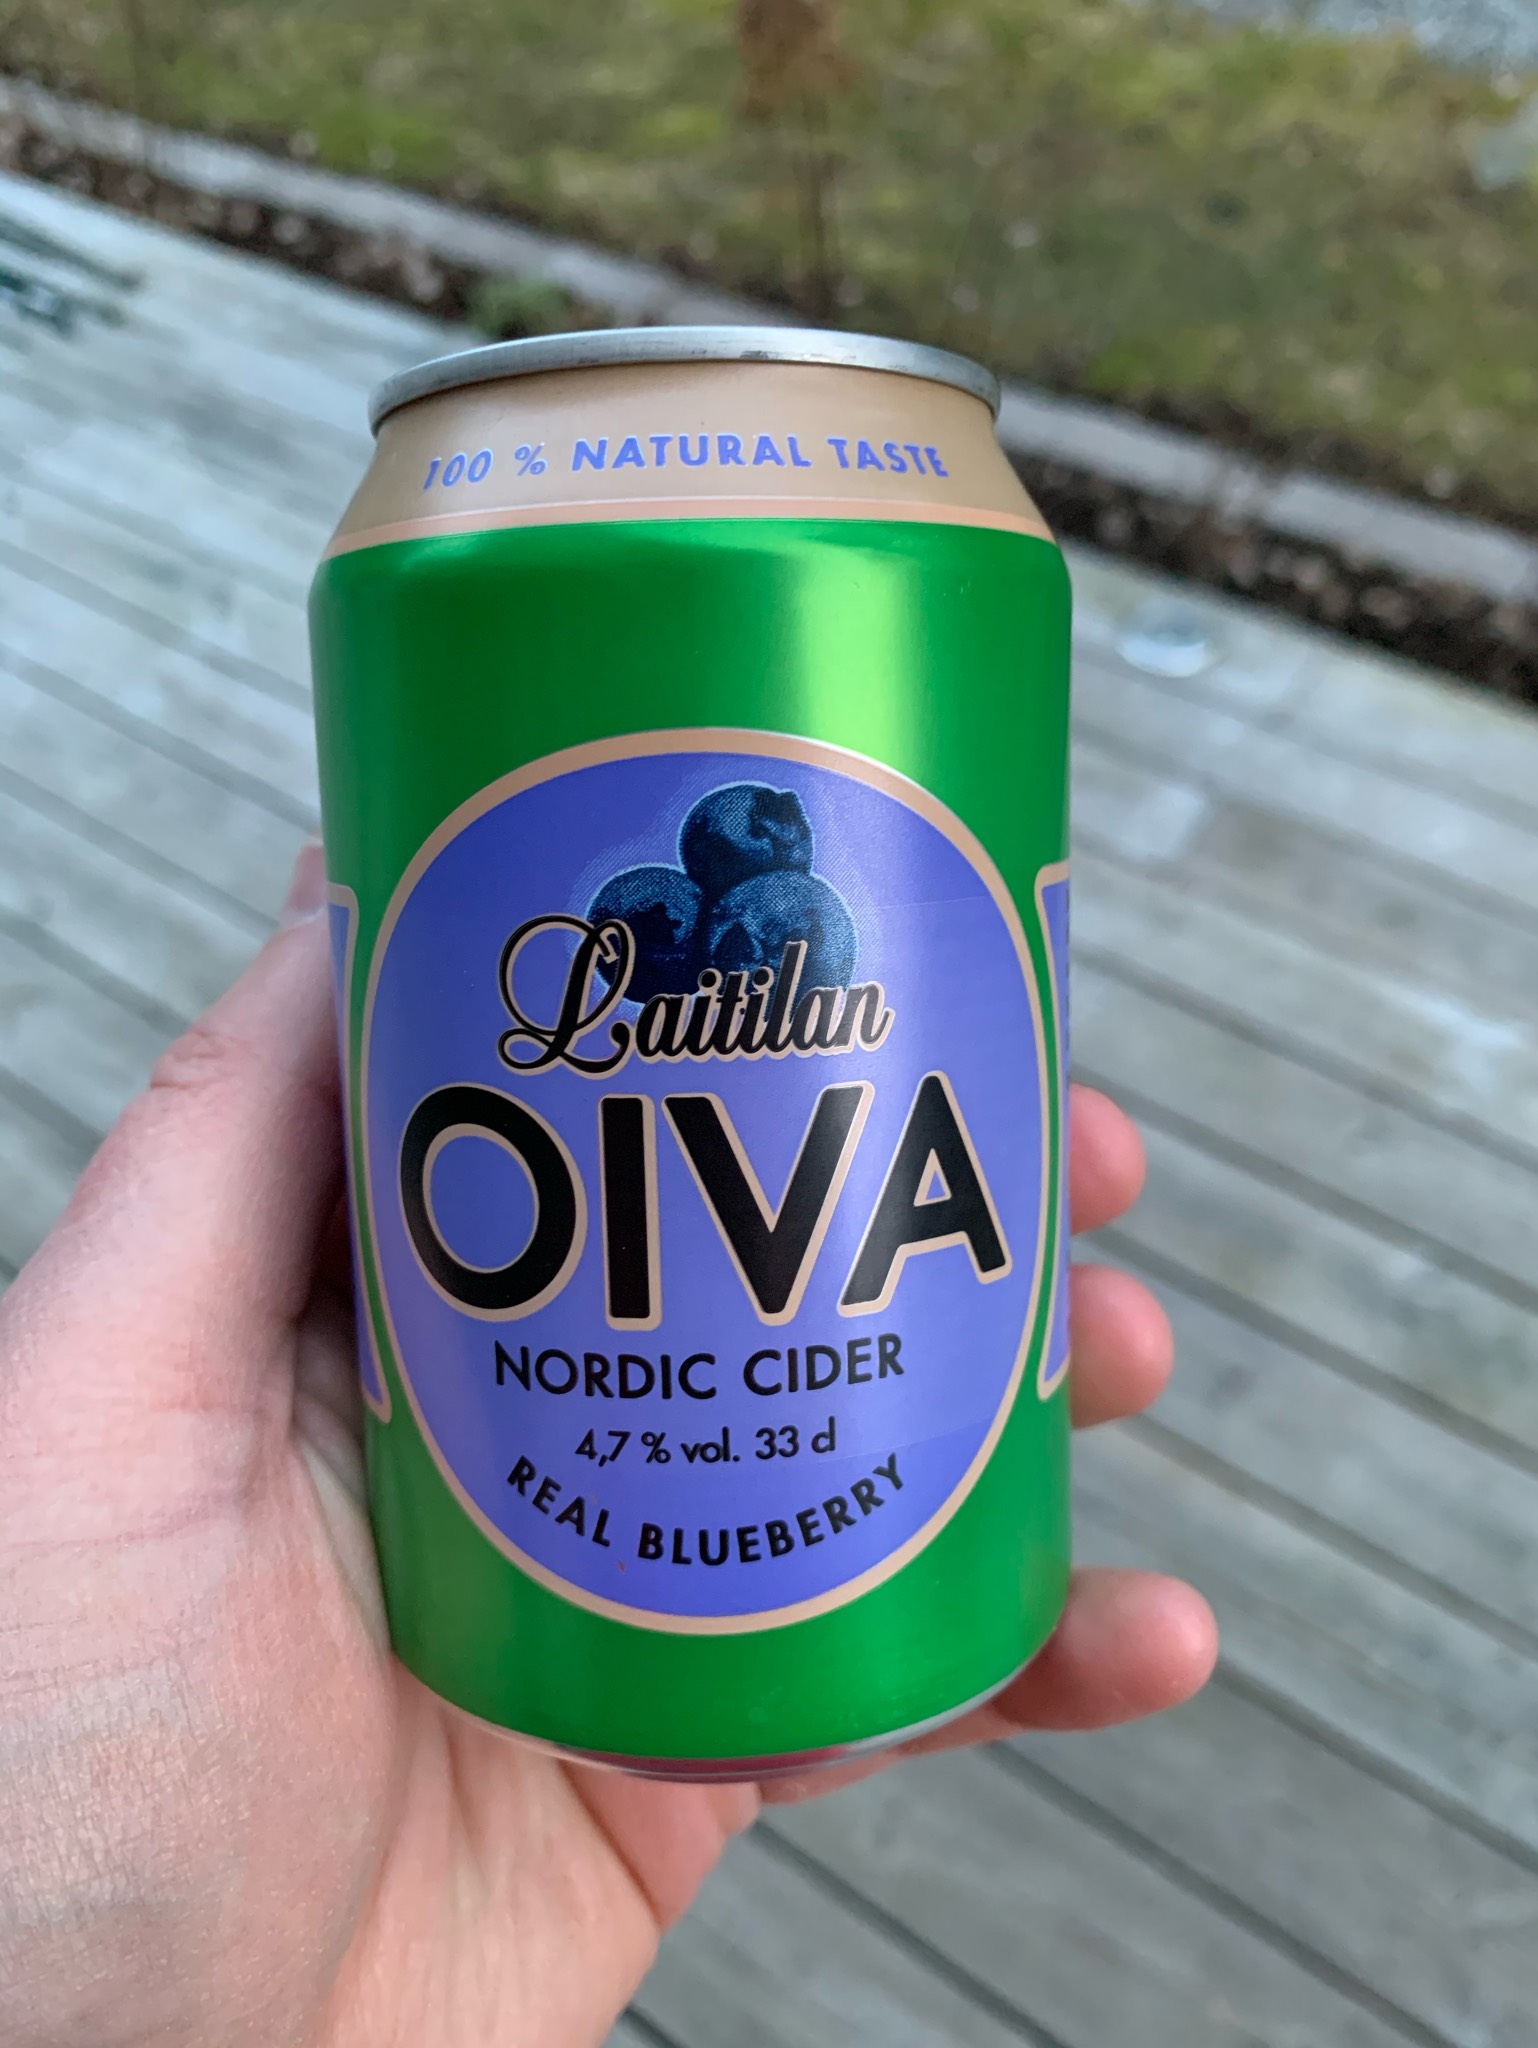 100 % NATURAL TASTE
Laitilan
OIVA
NORDIC CIDER
4,7 % vol. 33 cl
REAL BLUEBERRY